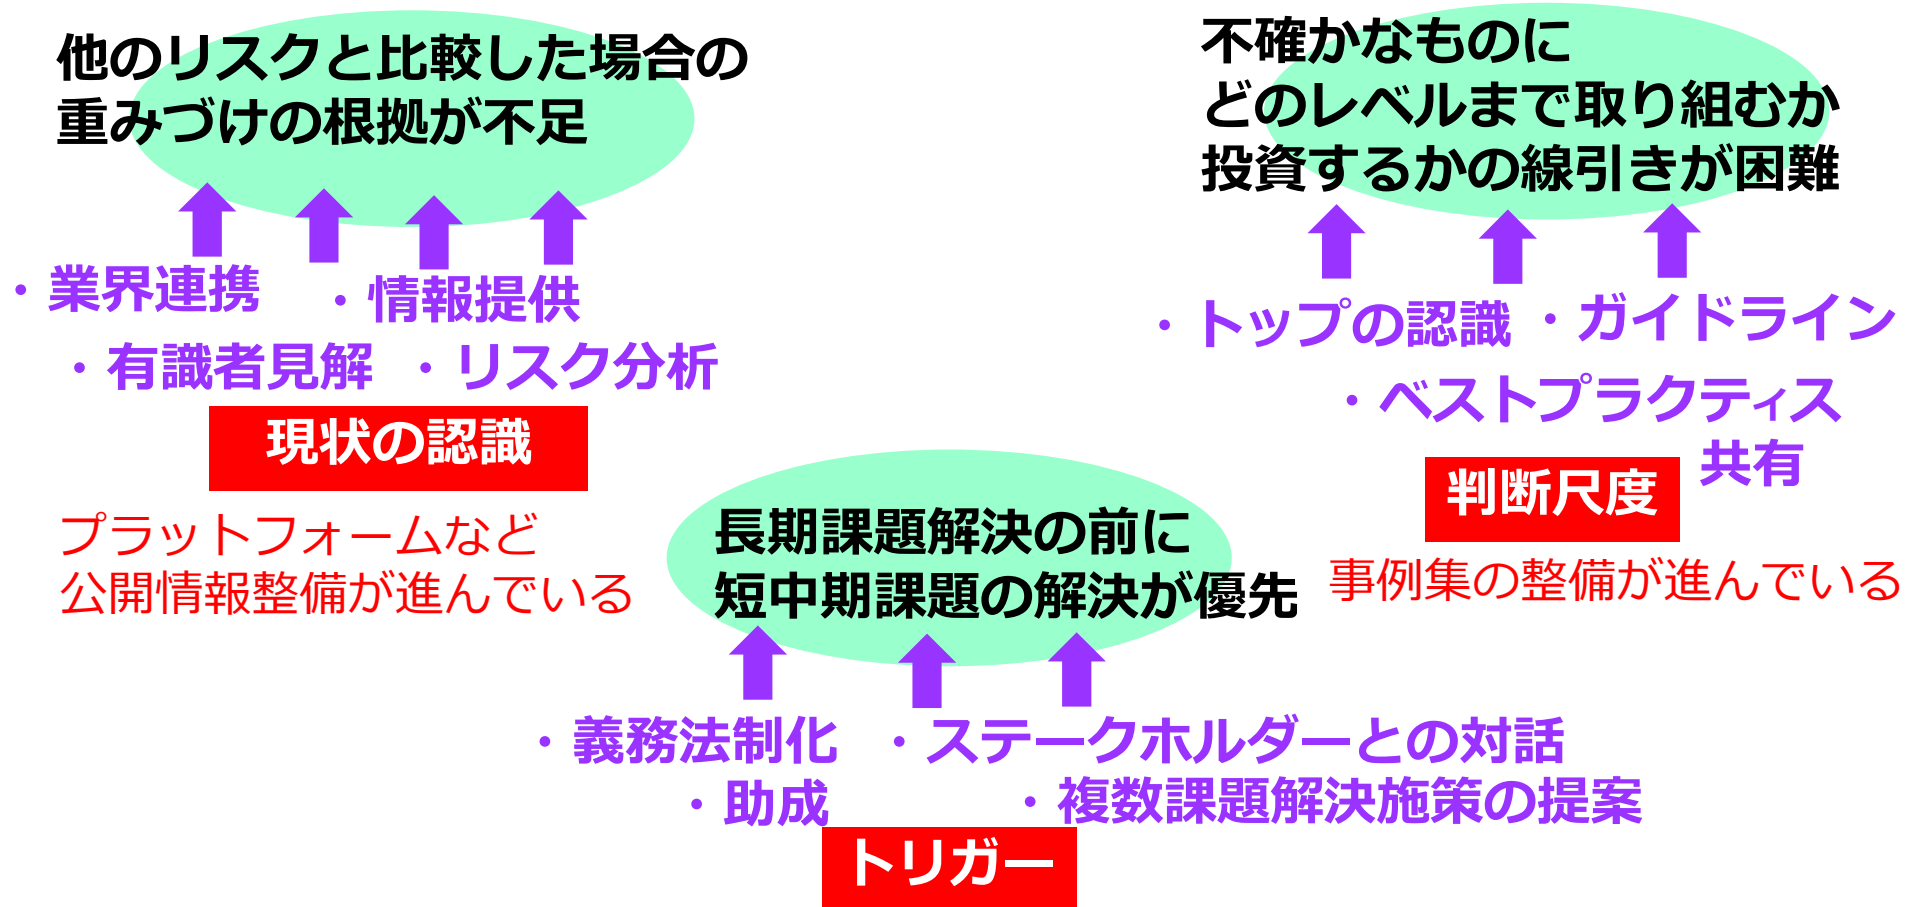 他のリスクと比較した場合の
重みづけの根拠が不足
・業界連携
・情報提供
・有識者見解
・リスク分析
現状の認識
プラットフォームなど
公開情報整備が進んでいる
不確かなものに
どのレベルまで取り組むか
投資するかの線引きが困難
・トップの認識
・ガイドライン
・ベストプラクティス
共有
判断尺度
事例集の整備が進んでいる
長期課題解決の前に
短中期課題の解決が優先
・義務法制化
・ステークホルダーとの対話
・助成
・複数課題解決施策の提案
トリガー